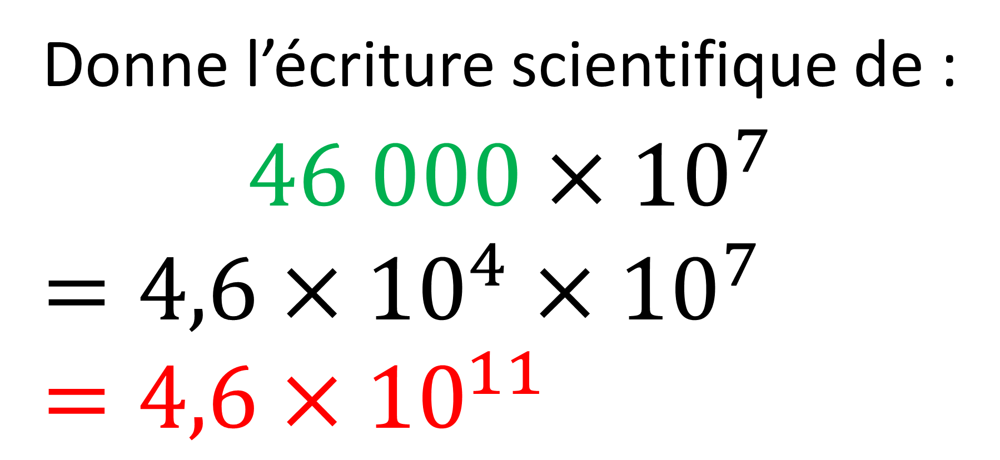 Donne l’écriture scientifique de :
46 000 × 10⁷
= 4,6 × 10⁴ × 10⁷
= 4,6 × 10¹¹